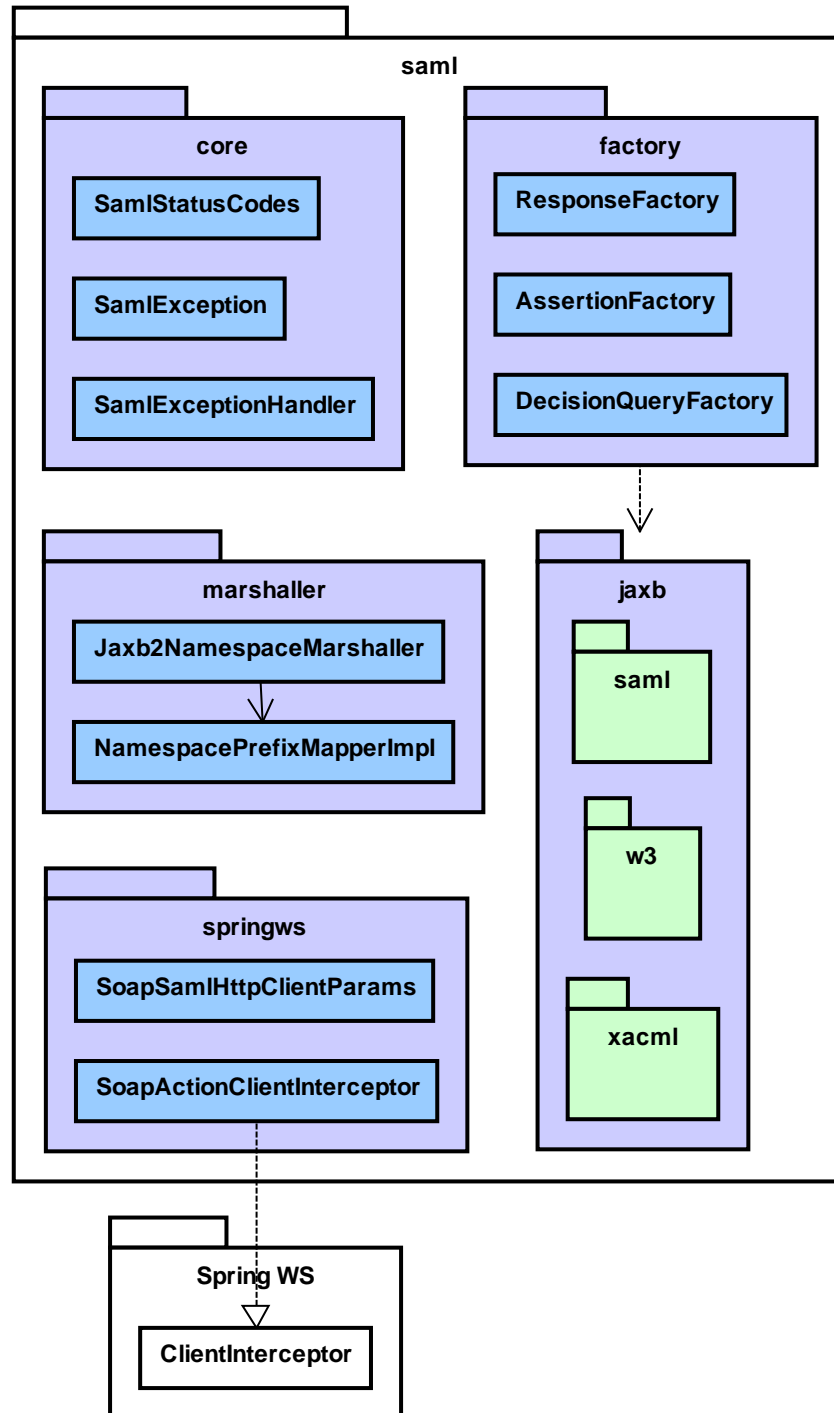 saml
core
SamlStatusCodes
SamlException
SamlExceptionHandler
factory
ResponseFactory
AssertionFactory
DecisionQueryFactory
marshaller
Jaxb2NamespaceMarshaller
NamespacePrefixMapperImpl
jaxb
saml
w3
xacml
springws
SoapSamlHttpClientParams
SoapActionClientInterceptor
Spring WS
ClientInterceptor